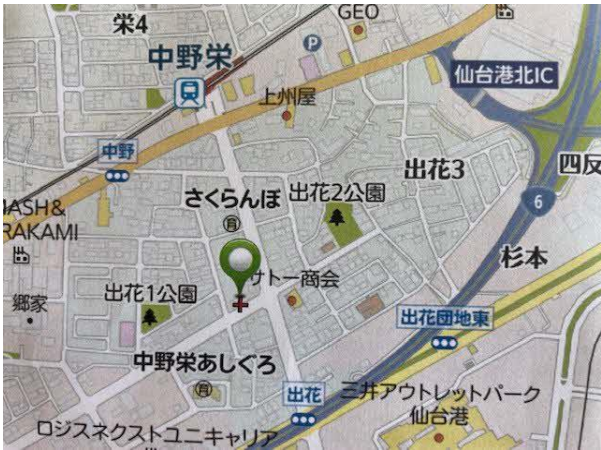 栄4
GEO
中野栄
P
仙台港北IC
上州屋
中野
出花3
四反
さくらんぼ
出花2公園
育
6
MASH&
RAKAMI
杉本
サトー商会
出花1公園
郷家
出花団地東
中野栄あしぐろ
育
出花
三井アウトレットパーク
仙台港
ロジスネクストユニキャリア